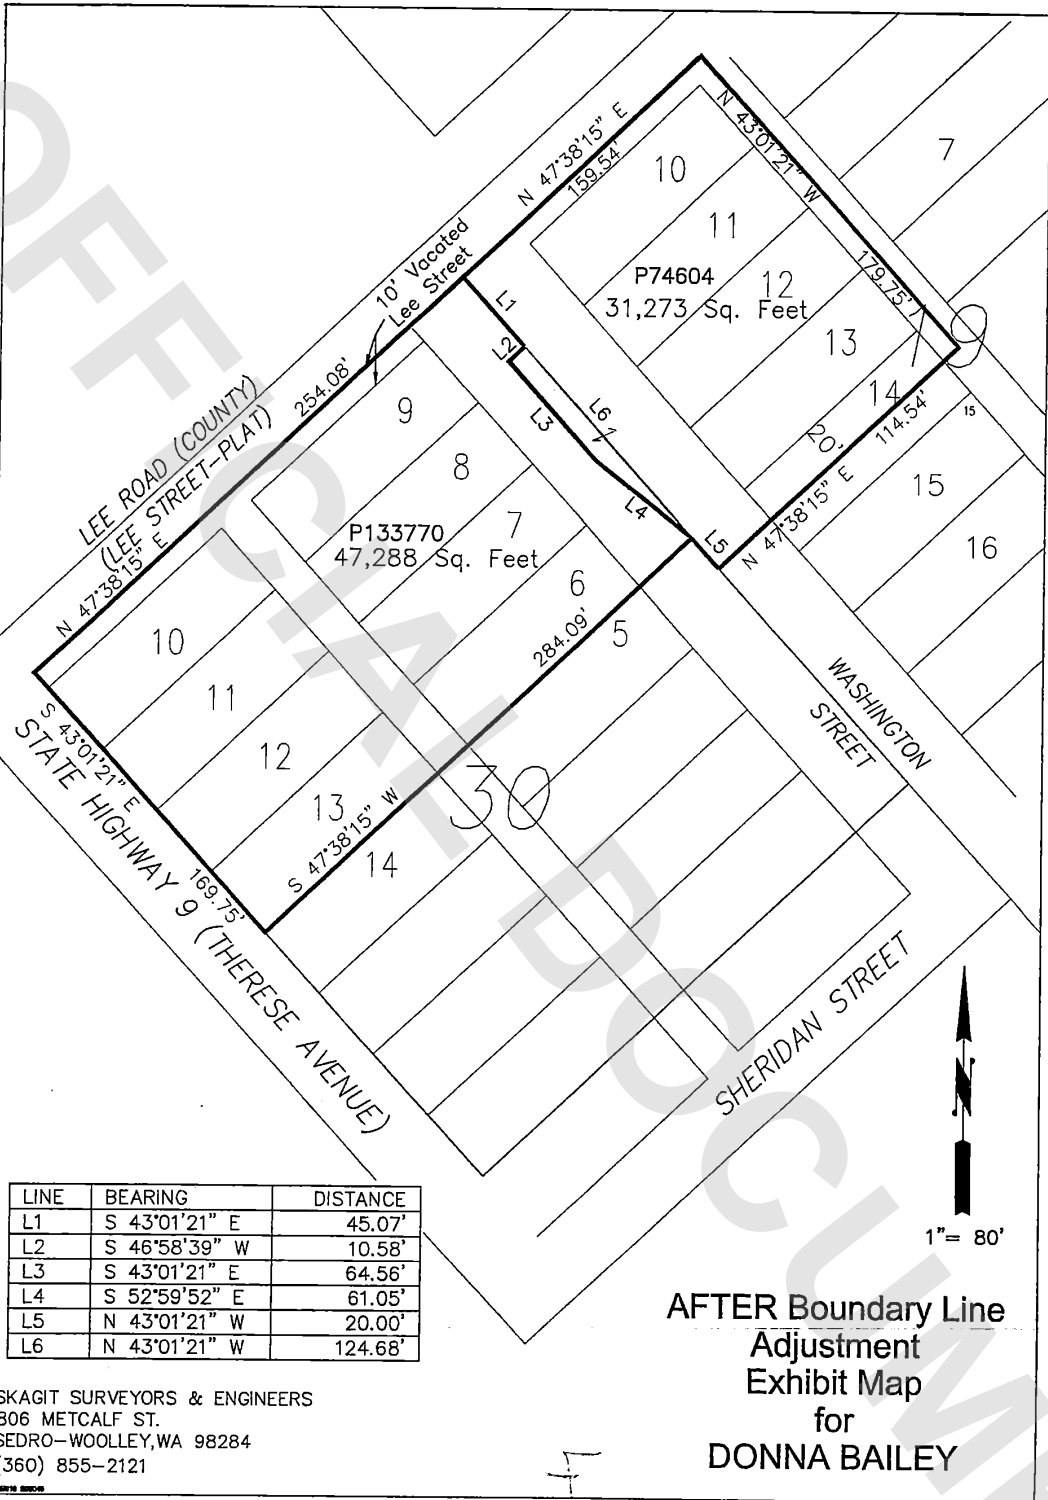 N 47°38'15" E
159.54'
N 43°01'21" W
179.75'
7
10
11
12
13
14
P74604
31,273 Sq. Feet
19
10' Vacated
Lee Street
L1
L2
L3
L6
L4
L5
20'
N 47°38'15" E
114.54'
15
15
16
254.08'
LEE ROAD (COUNTY)
(LEE STREET-PLAT)
N 47°38'15" E
9
8
7
6
5
P133770
47,288 Sq. Feet
284.09'
10
11
12
13
14
30
S 43°01'21" E
169.75'
S 47°38'15" W
STATE HIGHWAY 9 (THERESE AVENUE)
WASHINGTON
STREET
SHERIDAN STREET
N
1"= 80'
LINE BEARING DISTANCE
L1 S 43°01'21" E 45.07'
L2 S 46°58'39" W 10.58'
L3 S 43°01'21" E 64.56'
L4 S 52°59'52" E 61.05'
L5 N 43°01'21" W 20.00'
L6 N 43°01'21" W 124.68'
SKAGIT SURVEYORS & ENGINEERS
806 METCALF ST.
SEDRO-WOOLLEY,WA 98284
(360) 855-2121
AFTER Boundary Line
Adjustment
Exhibit Map
for
DONNA BAILEY
OFFICIAL DOCUME